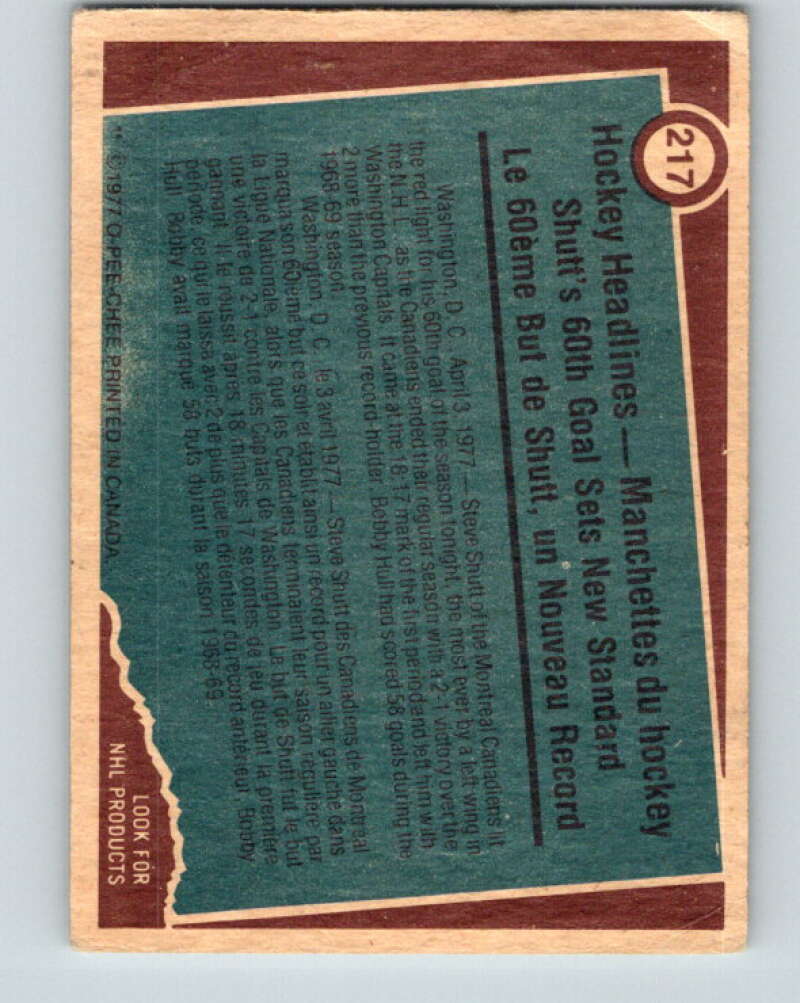 217
Hockey Headlines — Manchettes du hockey
Shutt's 60th Goal Sets New Standard
Le 60ème But de Shutt, un Nouveau Record
Washington, D.C. April 3, 1977 — Steve Shutt of the Montreal Canadiens lit
the red light for his 60th goal of the season tonight, the most ever by a left wing in
the N.H.L., as the Canadiens ended their regular season with a 2-1 victory over the
Washington Capitals. It came at the 8:17 mark of the first period and left him with
2 more than the previous record-holder. Bobby Hull had scored 58 goals during the
1968-69 season.
Washington, D.C. le 3 avril 1977 — Steve Shutt des Canadiens de Montreal
marqua son 60ième but ce soir et établit ainsi un record pour un ailier gauche dans
la Ligue Nationale, alors que les Canadiens terminaient leur saison régulière par
une victoire de 2-1 contre les Capitals de Washington. Le but de Shutt fut le but
gagnant. Il le réussit après 18 minutes 17 secondes de jeu durant la première
période, ce qui le laissa avec 2 de plus que le détenteur du record antérieur, Bobby
Hull. Bobby avait marqué 58 buts durant la saison 1968-69.
** ©1977 O-PEE-CHEE PRINTED IN CANADA
LOOK FOR
NHL PRODUCTS